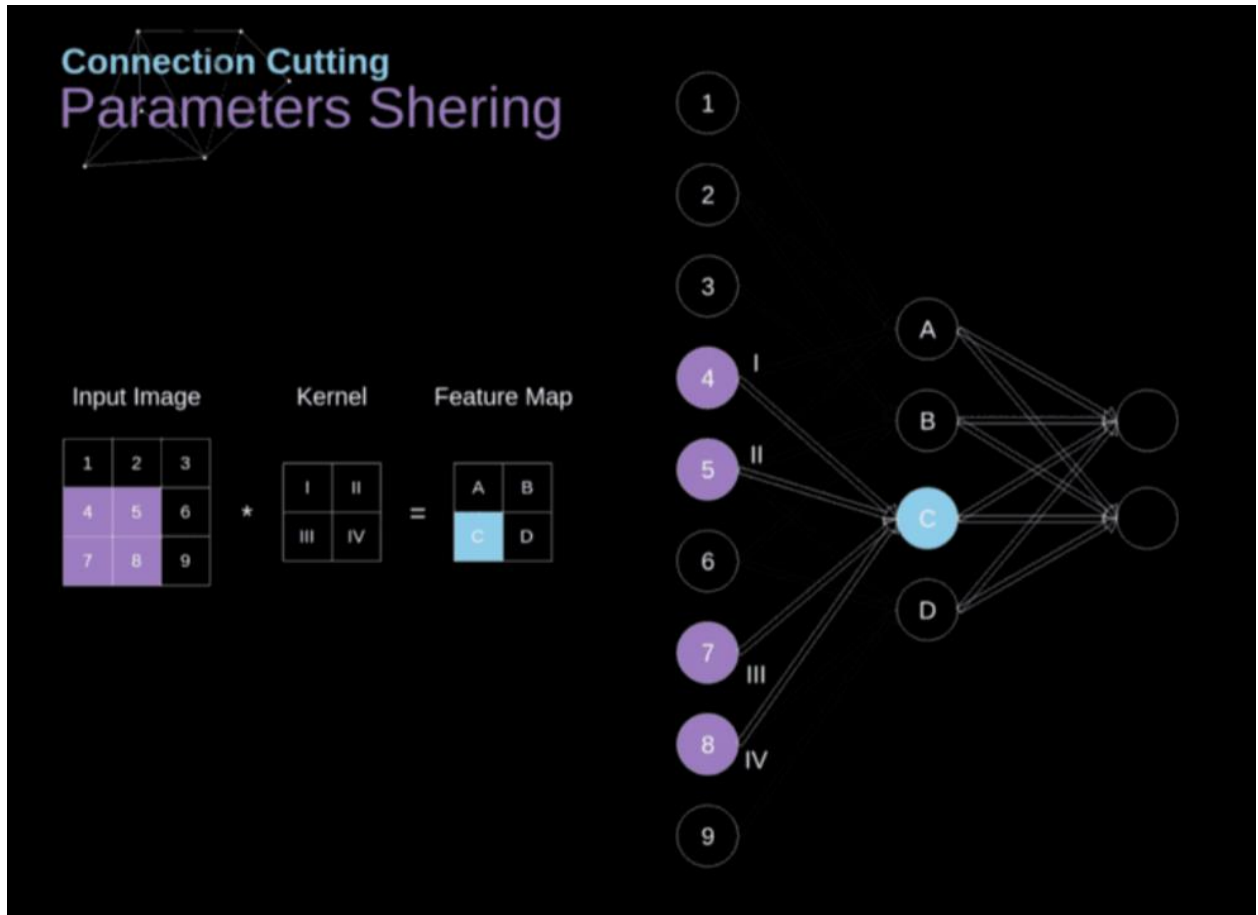 Connection Cutting
Parameters Shering
Input Image
Kernel
Feature Map
1 2 3
4 5 6
7 8 9
*
I II
III IV
=
A B
C D
1
2
3
4
I
5
II
6
7
III
8
IV
9
A
B
C
D